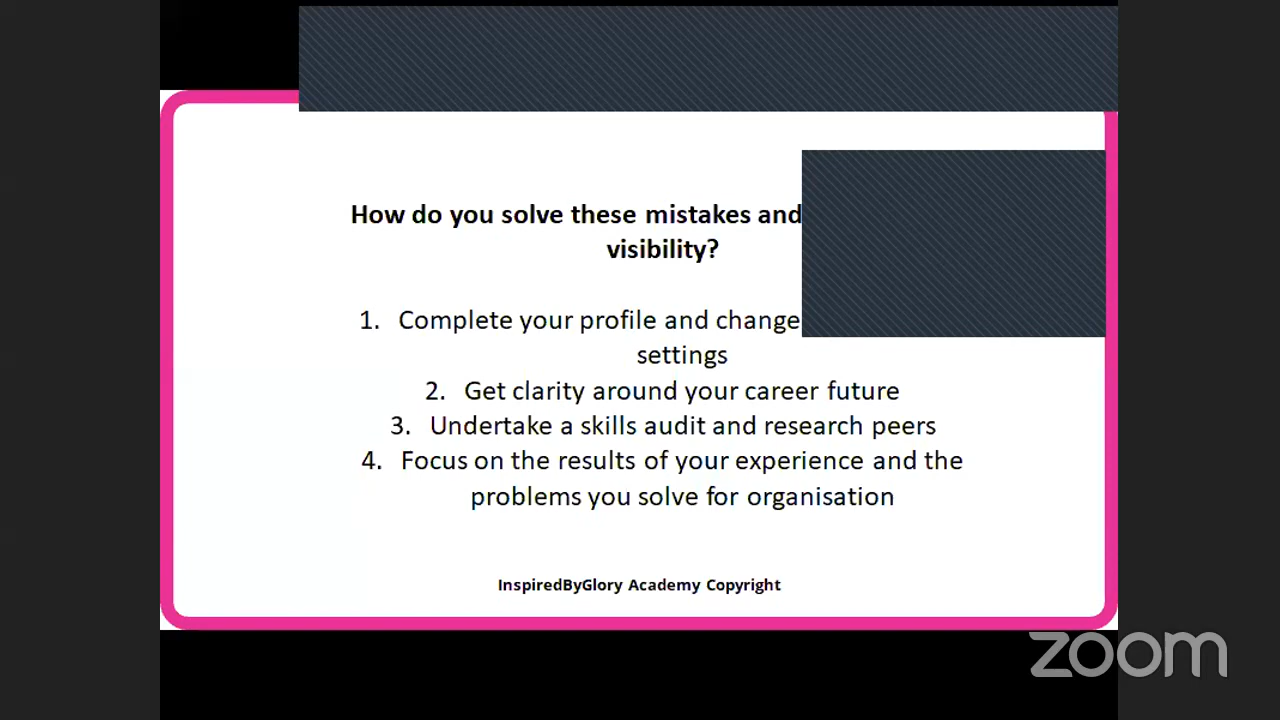 How do you solve these mistakes and
visibility?
1. Complete your profile and change
settings
2. Get clarity around your career future
3. Undertake a skills audit and research peers
4. Focus on the results of your experience and the
problems you solve for organisation
InspiredByGlory Academy Copyright
zoom